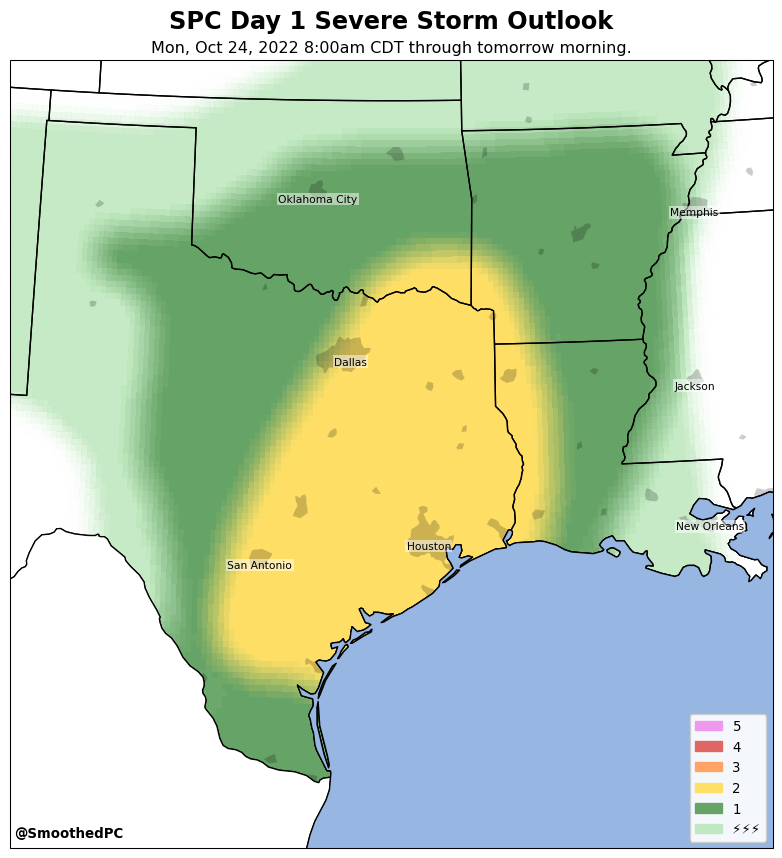 SPC Day 1 Severe Storm Outlook
Mon, Oct 24, 2022 8:00am CDT through tomorrow morning.
Oklahoma City
Memphis
Dallas
Jackson
New Orleans
Houston
San Antonio
5
4
3
2
1
⚡⚡⚡
@SmoothedPC